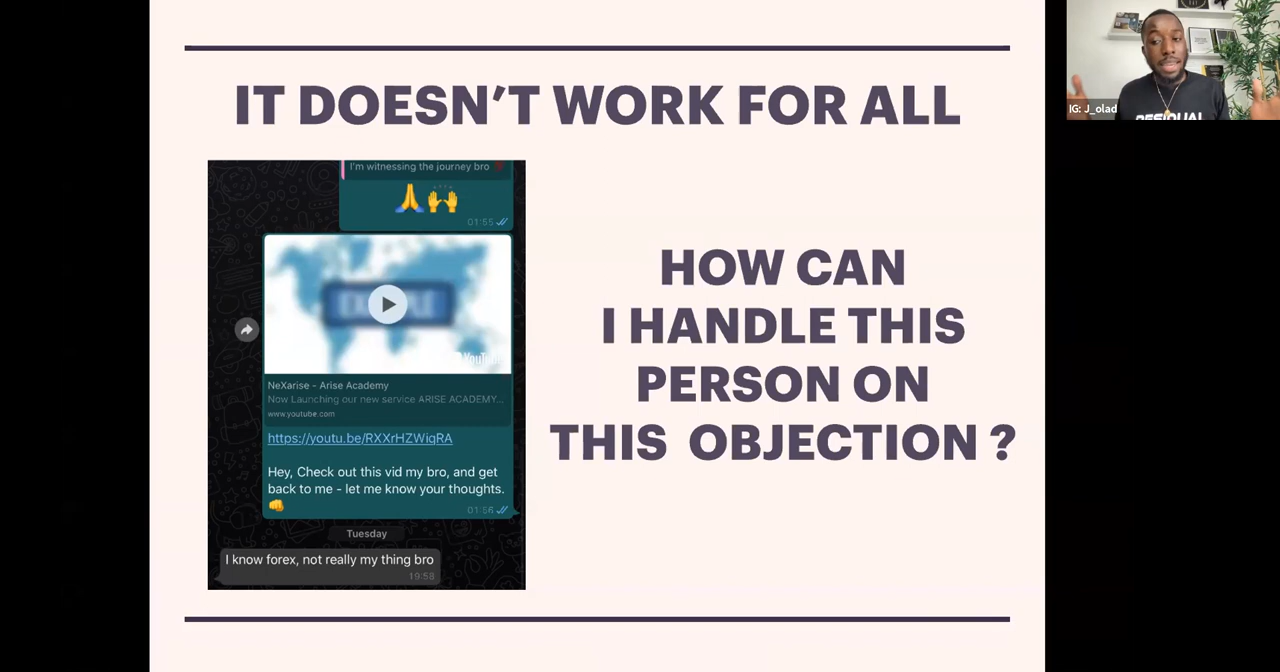 IT DOESN’T WORK FOR ALL
I'm witnessing the journey bro
01:55
EXAMPLE
YouTube
NeXarise - Arise Academy
Now Launching our new service ARISE ACADEMY...
www.youtube.com
https://youtu.be/RXXrHZWiqRA
Hey, Check out this vid my bro, and get
back to me - let me know your thoughts.
01:56
Tuesday
I know forex, not really my thing bro
19:58
HOW CAN
I HANDLE THIS
PERSON ON
THIS OBJECTION ?
IG: J_olad
RESIDUAL